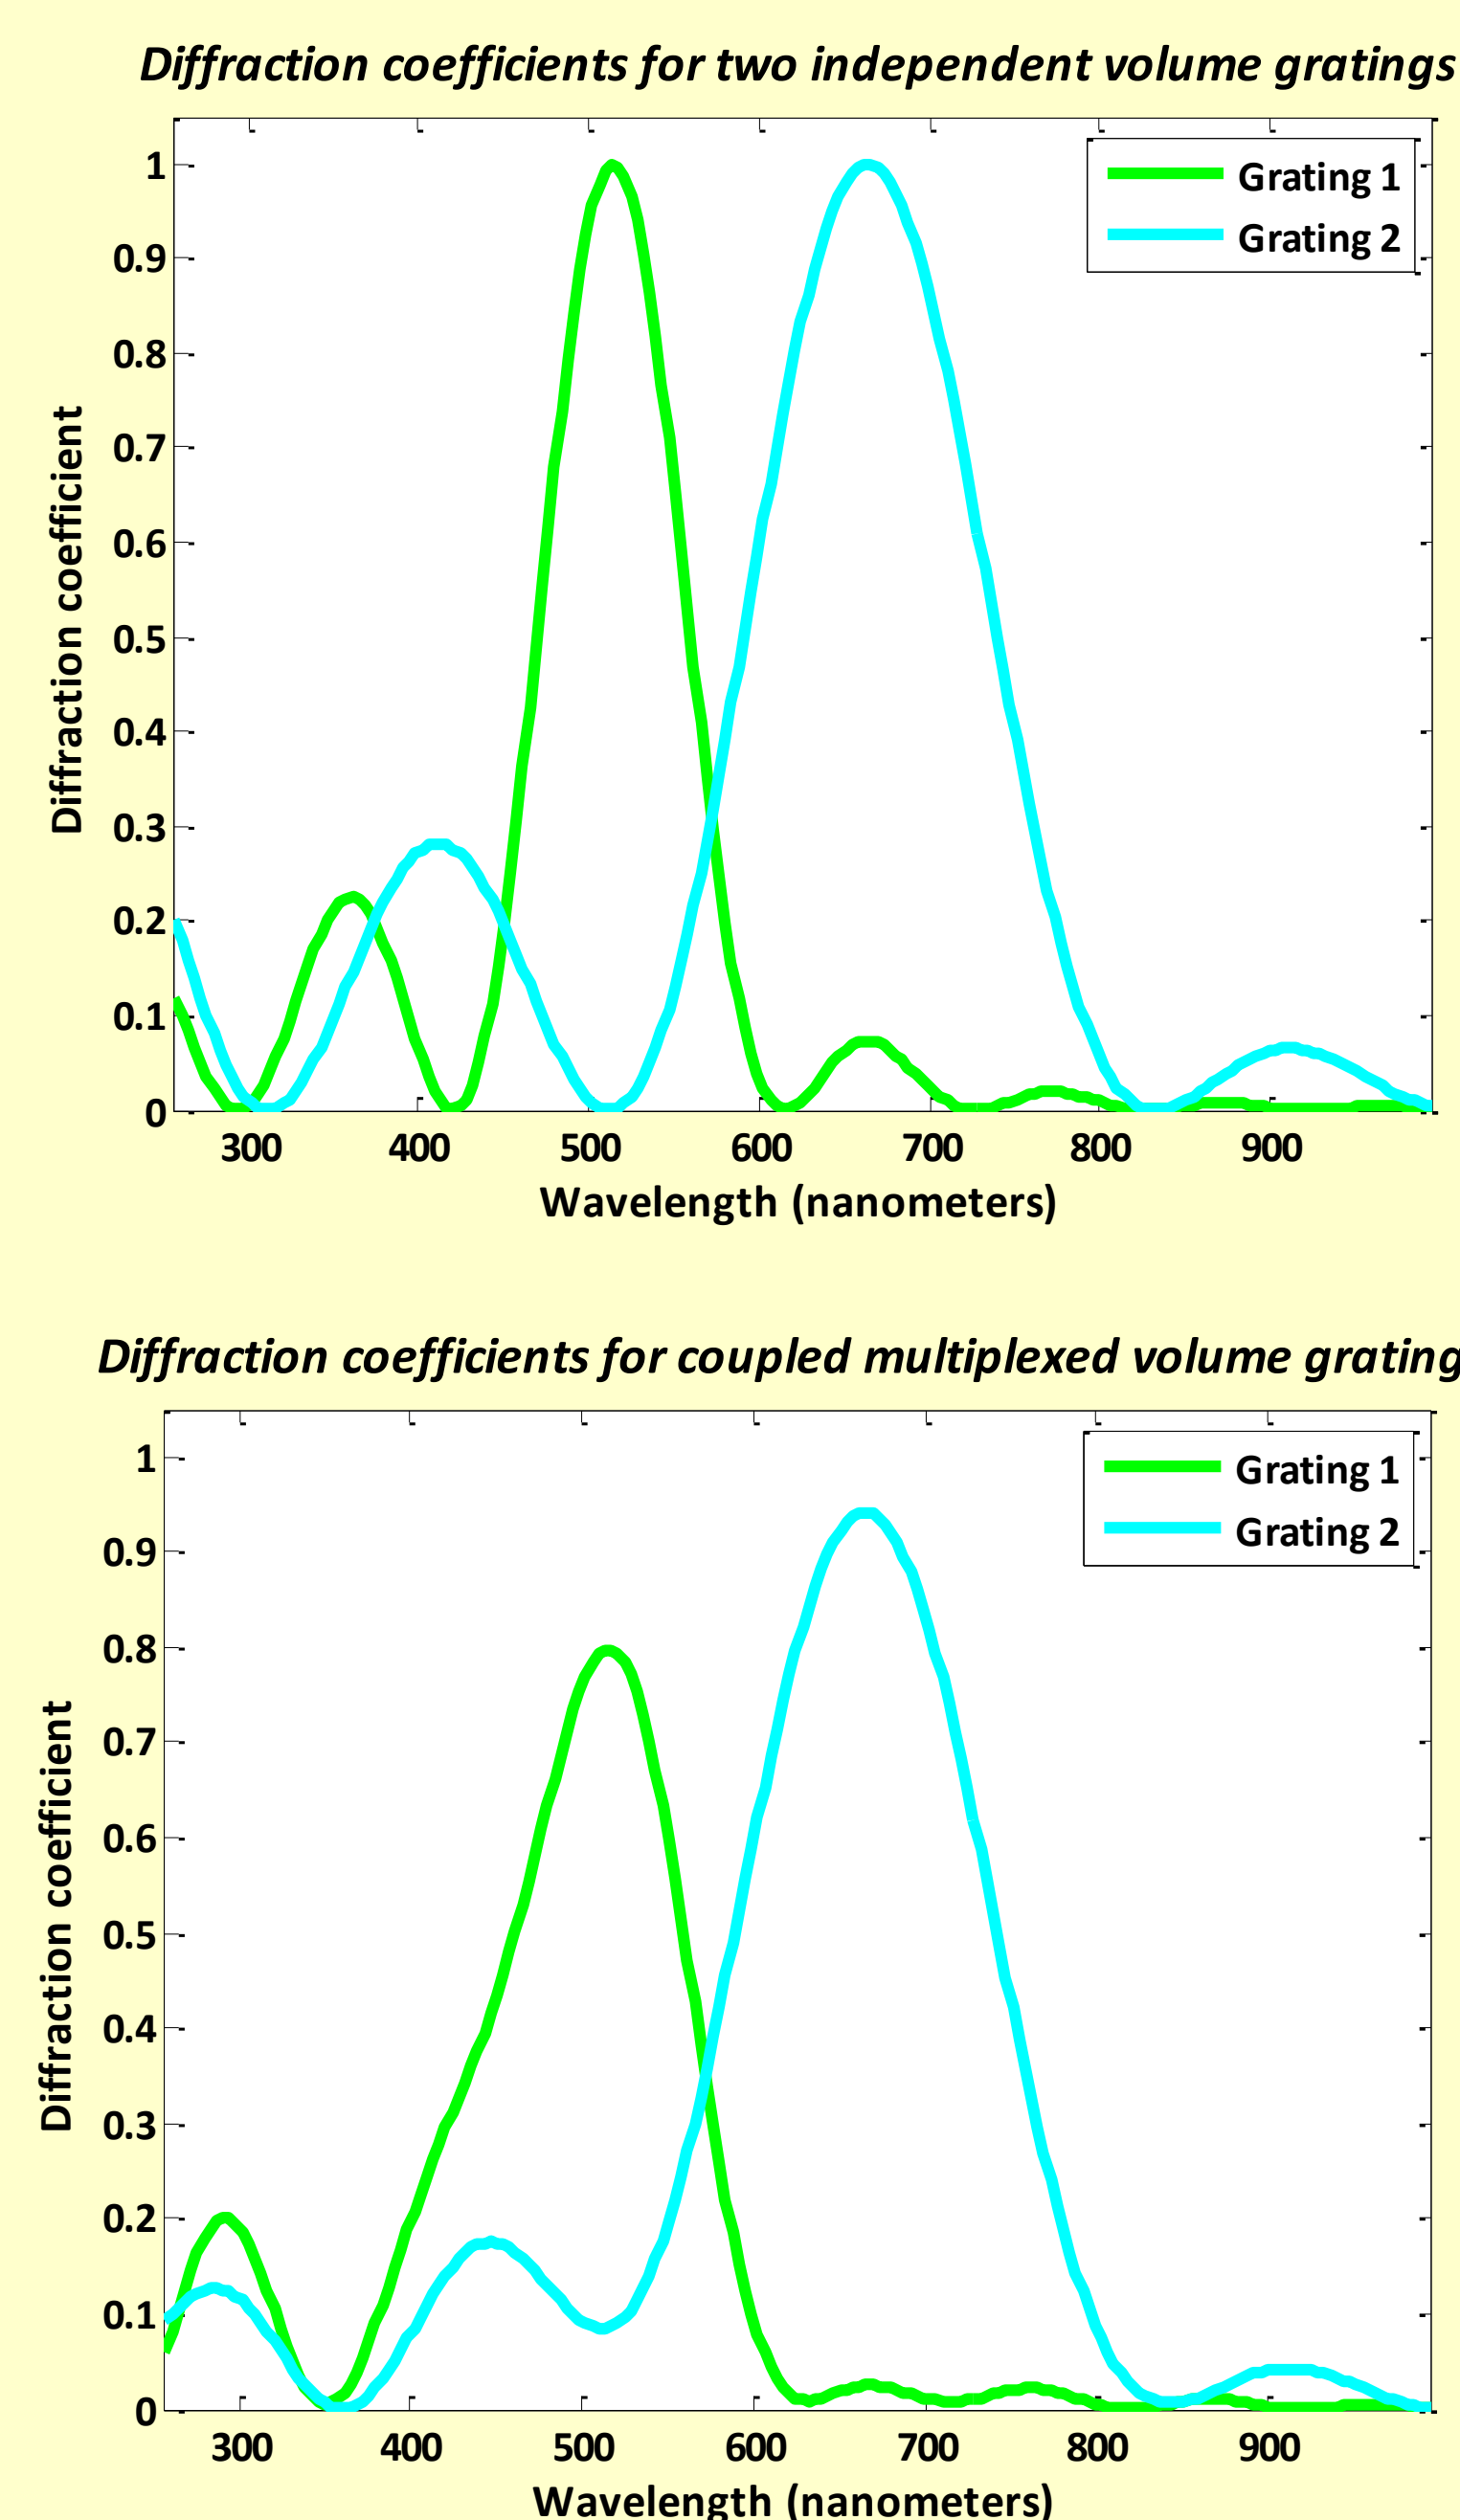 Diffraction coefficients for two independent volume gratings
Grating 1
Grating 2
1
0.9
0.8
0.7
0.6
0.5
0.4
0.3
0.2
0.1
0
Diffraction coefficient
300 400 500 600 700 800 900
Wavelength (nanometers)
Diffraction coefficients for coupled multiplexed volume grating
Grating 1
Grating 2
1
0.9
0.8
0.7
0.6
0.5
0.4
0.3
0.2
0.1
0
Diffraction coefficient
300 400 500 600 700 800 900
Wavelength (nanometers)